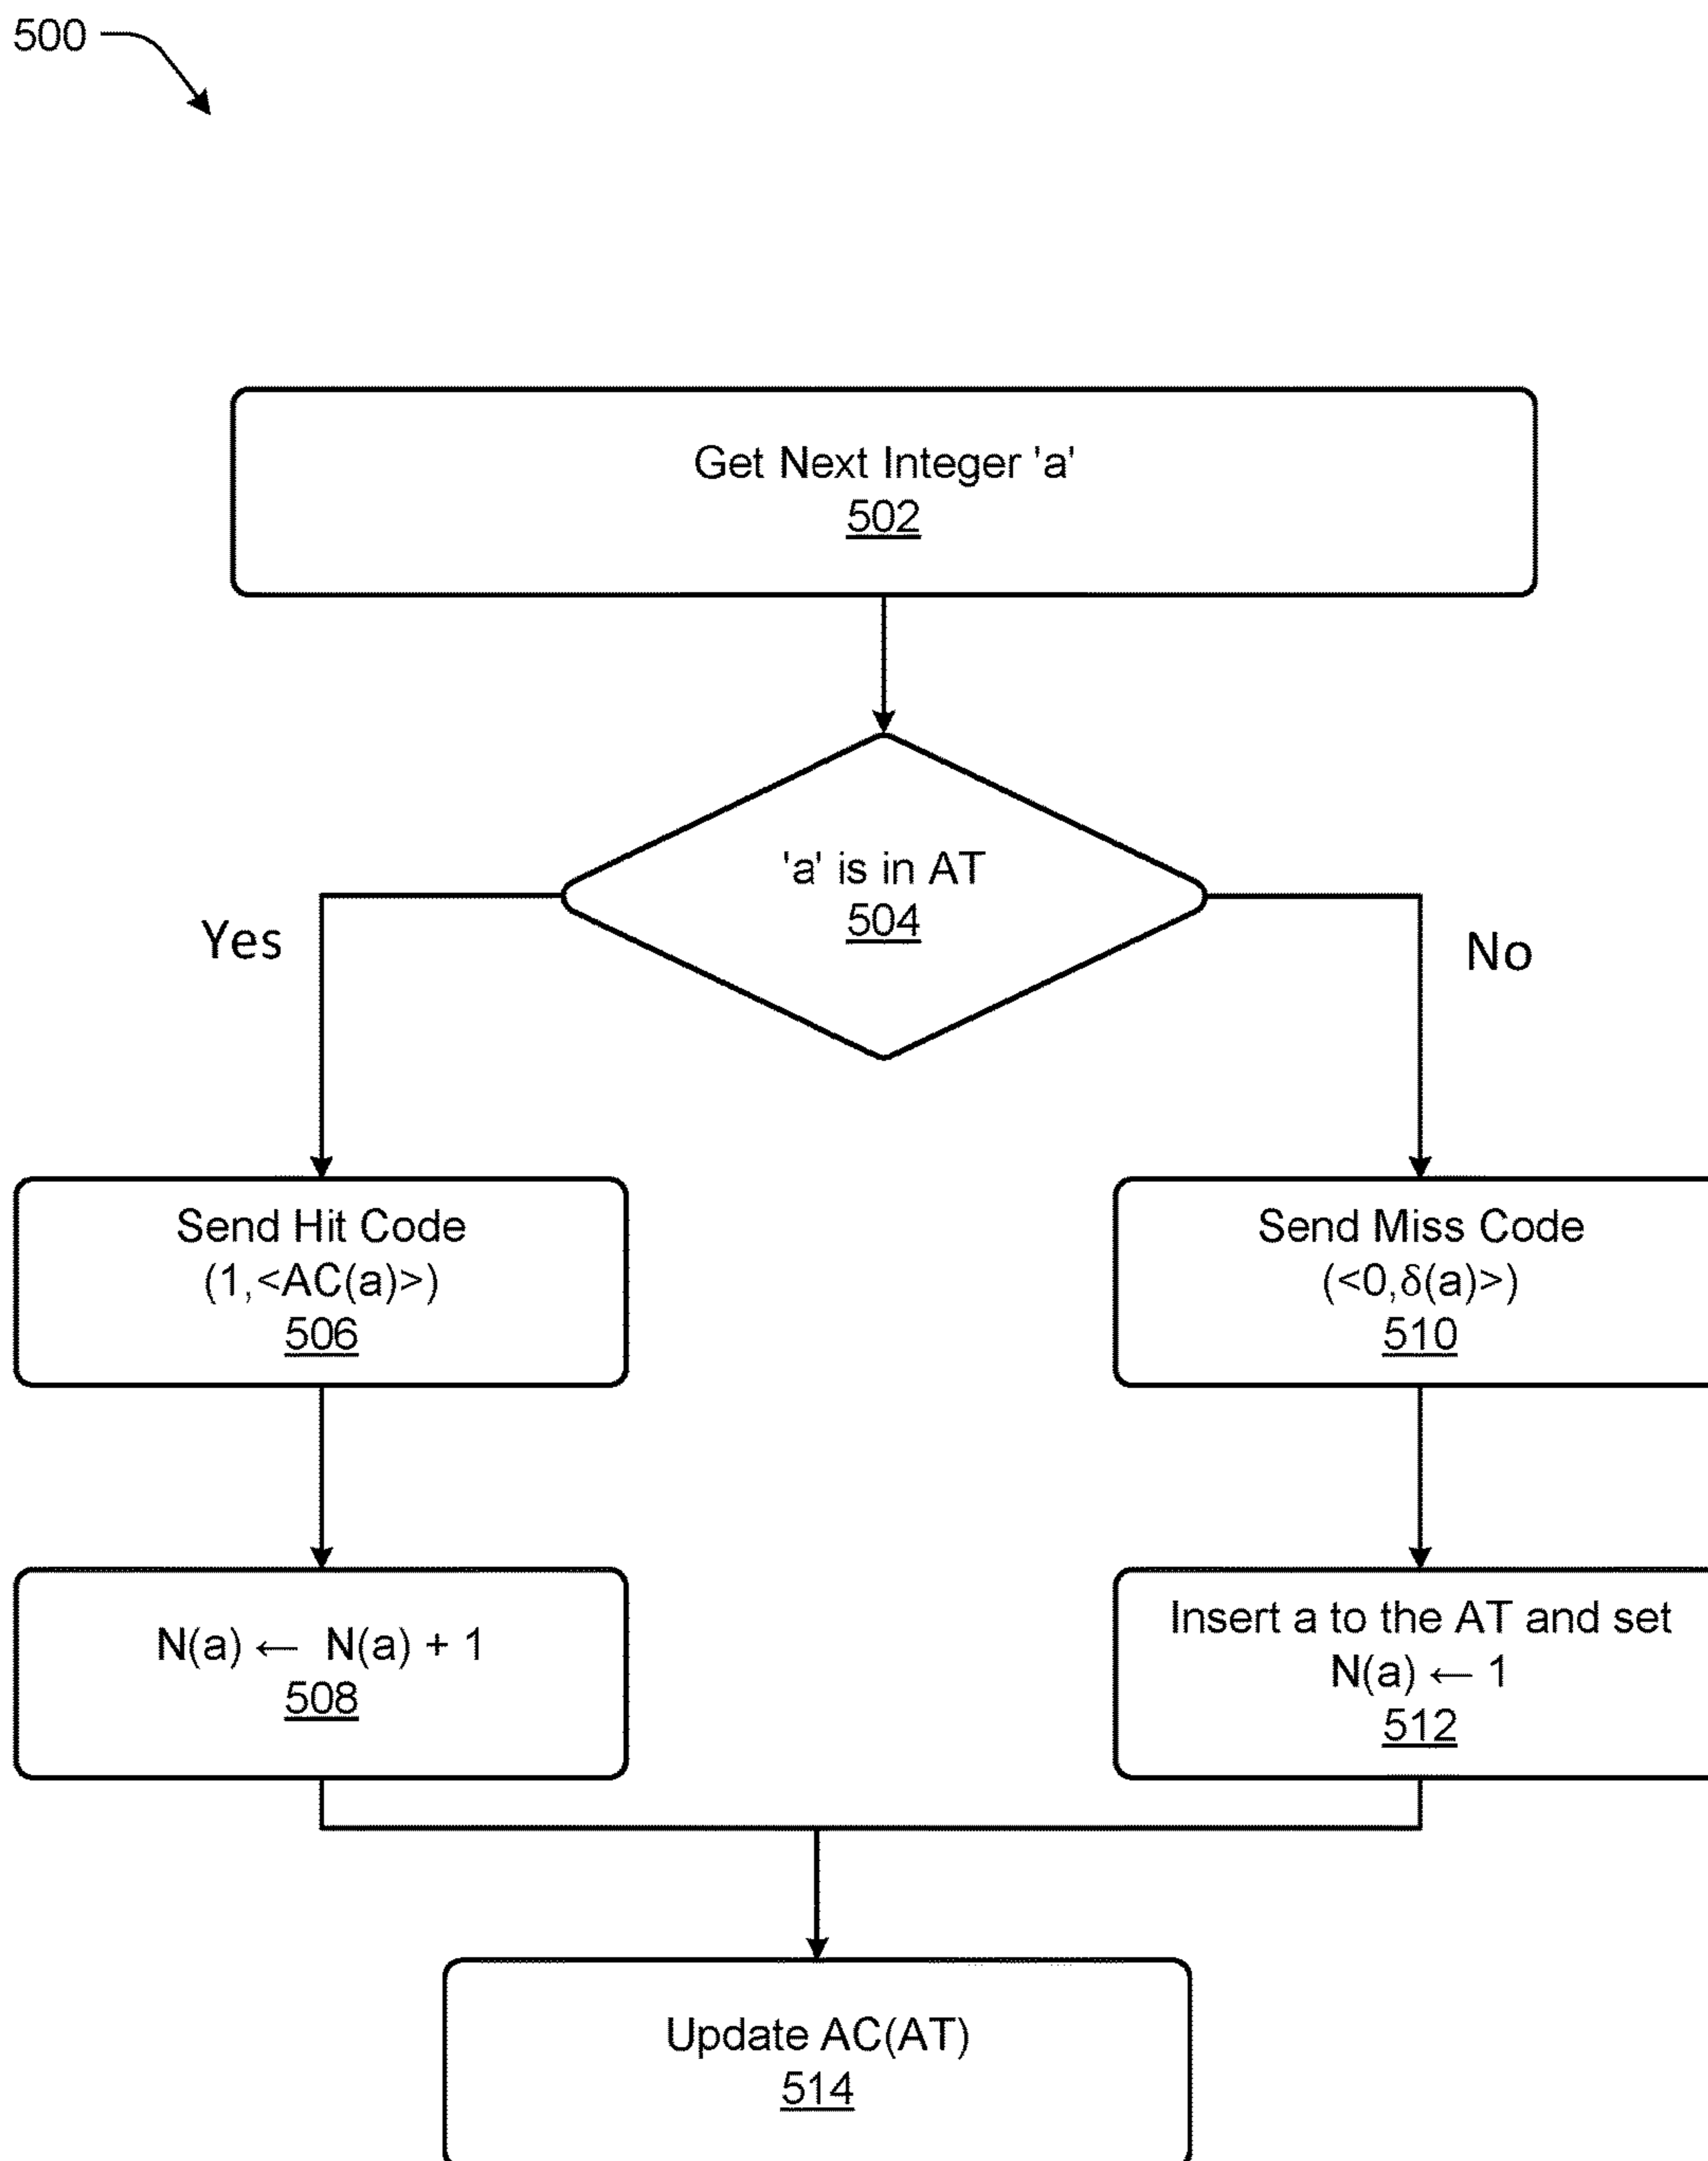 500
Get Next Integer 'a'
502
'a' is in AT
504
Yes
No
Send Hit Code
(1,<AC(a)>)
506
Send Miss Code
(<0,δ(a)>)
510
N(a) ← N(a) + 1
508
Insert a to the AT and set
N(a) ← 1
512
Update AC(AT)
514